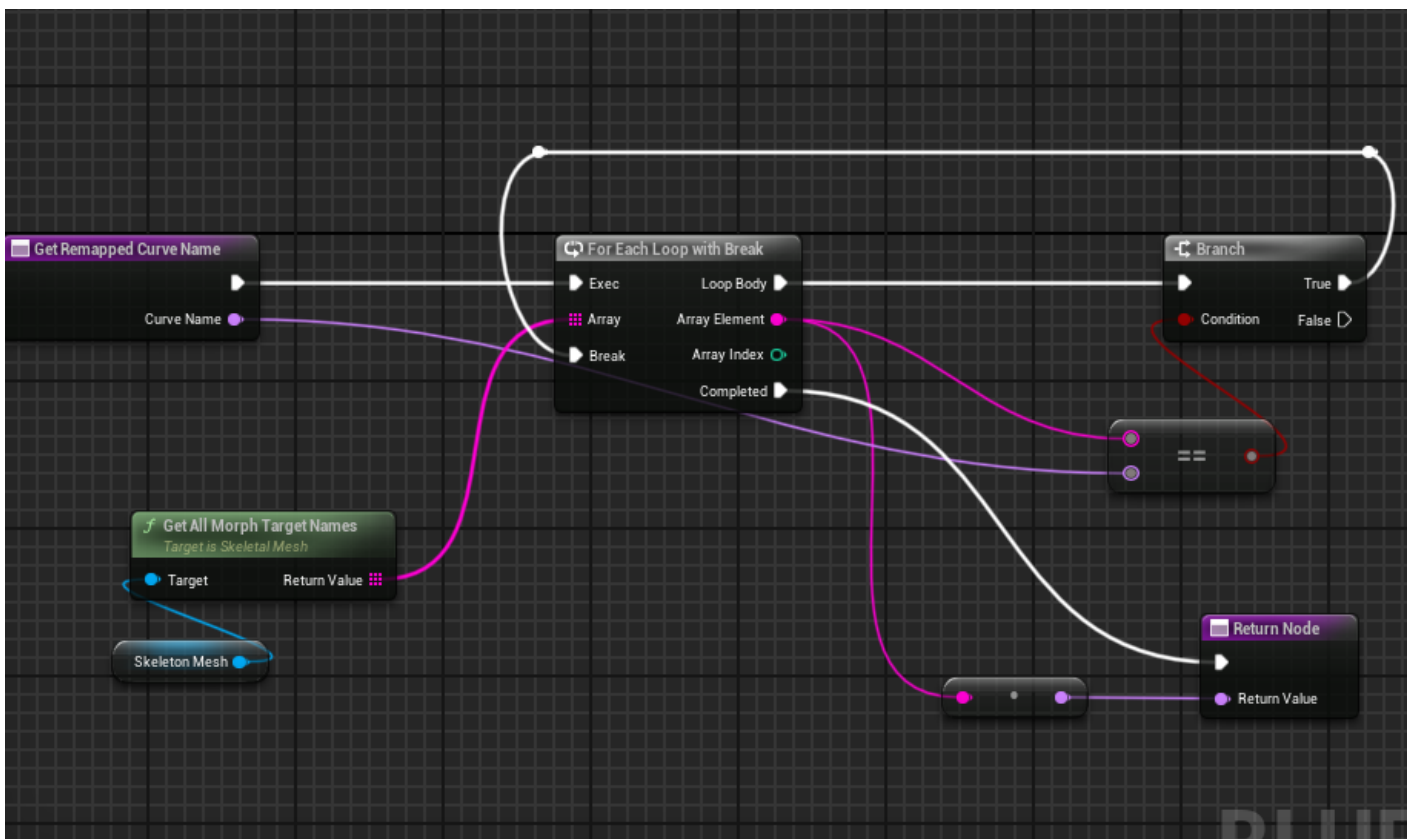 Get Remapped Curve Name
Curve Name
For Each Loop with Break
Exec
Loop Body
Array
Array Element
Break
Array Index
Completed
Branch
True
Condition
False
==
f Get All Morph Target Names
Target is Skeletal Mesh
Target
Return Value
Skeleton Mesh
Return Node
Return Value